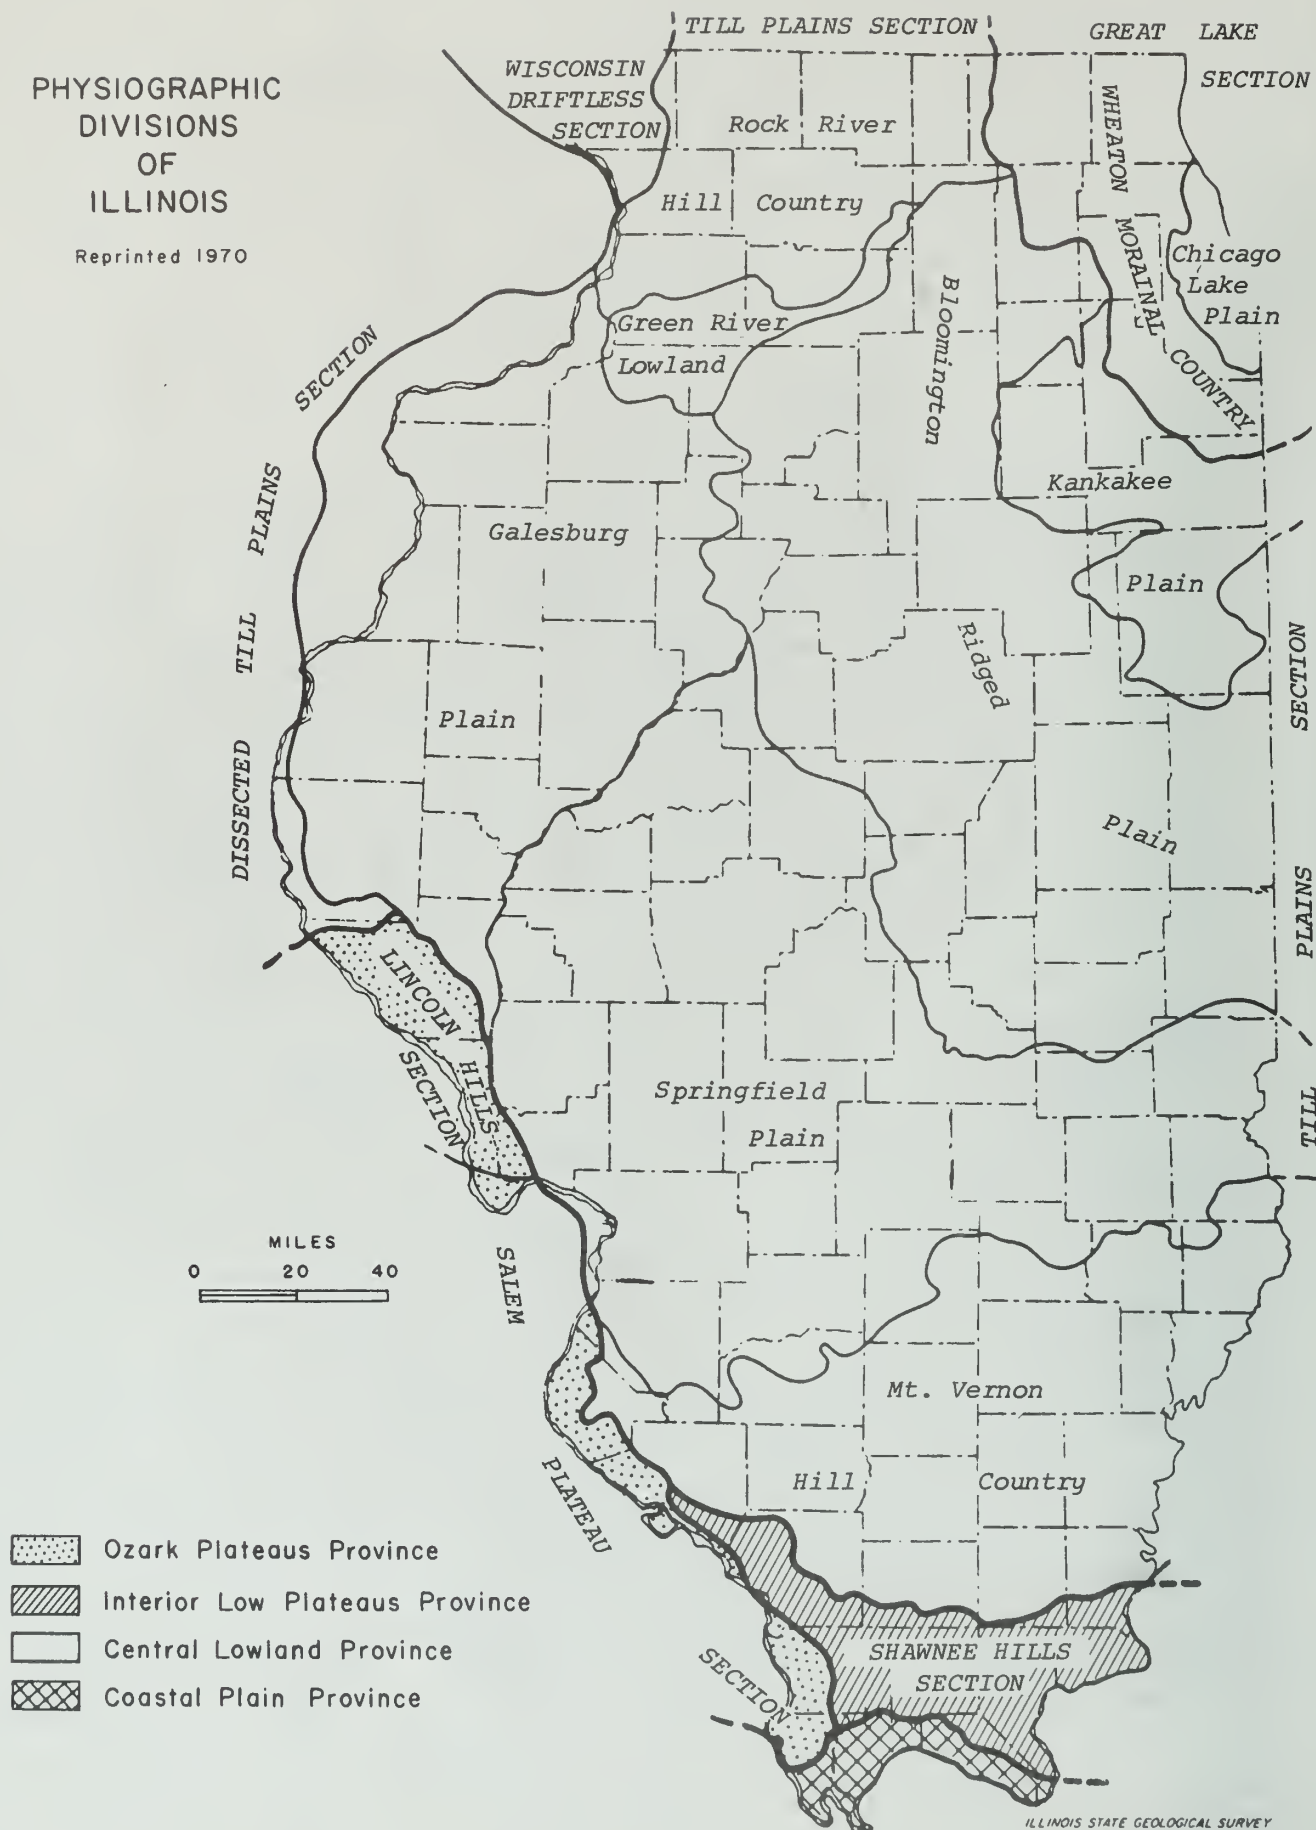 TILL PLAINS SECTION
GREAT LAKE
SECTION
WISCONSIN
DRIFTLESS
SECTION
PHYSIOGRAPHIC
DIVISIONS
OF
ILLINOIS
Reprinted 1970
Rock River
Hill Country
WHEATON
MORAINAL
COUNTRY
Chicago
Lake
Plain
Green River
Lowland
Bloomington
Ridged
Plain
Kankakee
Plain
Galesburg
Plain
DISSECTED TILL PLAINS SECTION
TILL PLAINS SECTION
LINCOLN
HILLS
SECTION
Springfield
Plain
MILES
0 20 40
SALEM
PLATEAU
SECTION
Mt. Vernon
Hill Country
SHAWNEE HILLS
SECTION
Ozark Plateaus Province
Interior Low Plateaus Province
Central Lowland Province
Coastal Plain Province
ILLINOIS STATE GEOLOGICAL SURVEY